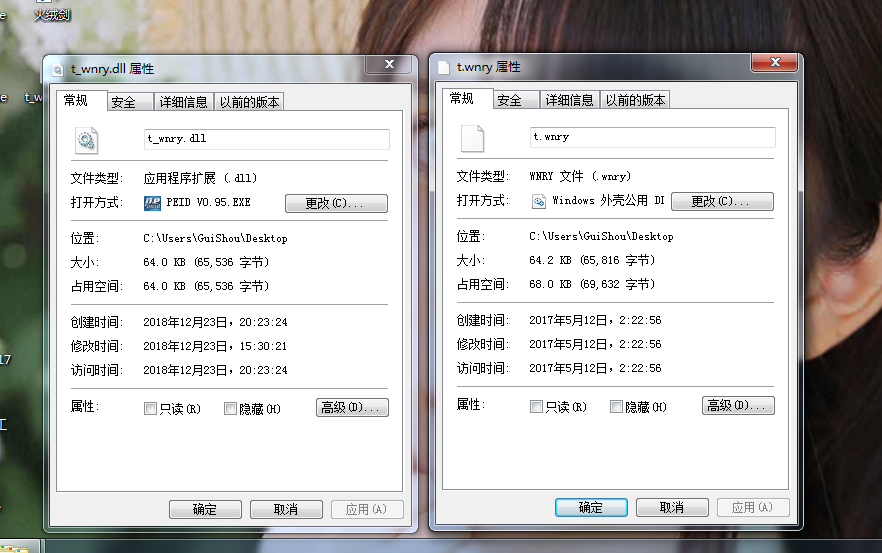 火绒剑
e
e
t_w
17
工
t_wnry.dll 属性
常规
安全
详细信息
以前的版本
t_wnry.dll
文件类型: 应用程序扩展 (.dll)
打开方式: PEID V0.95.EXE 更改(C)...
位置: C:\Users\GuiShou\Desktop
大小: 64.0 KB (65,536 字节)
占用空间: 64.0 KB (65,536 字节)
创建时间: 2018年12月23日，20:23:24
修改时间: 2018年12月23日，15:30:21
访问时间: 2018年12月23日，20:23:24
属性: 只读(R) 隐藏(H) 高级(D)...
确定 取消 应用(A)
t.wnry 属性
常规
安全
详细信息
以前的版本
t.wnry
文件类型: WNRY 文件 (.wnry)
打开方式: Windows 外壳公用 Dl 更改(C)...
位置: C:\Users\GuiShou\Desktop
大小: 64.2 KB (65,816 字节)
占用空间: 68.0 KB (69,632 字节)
创建时间: 2017年5月12日，2:22:56
修改时间: 2017年5月12日，2:22:56
访问时间: 2017年5月12日，2:22:56
属性: 只读(R) 隐藏(H) 高级(D)...
确定 取消 应用(A)